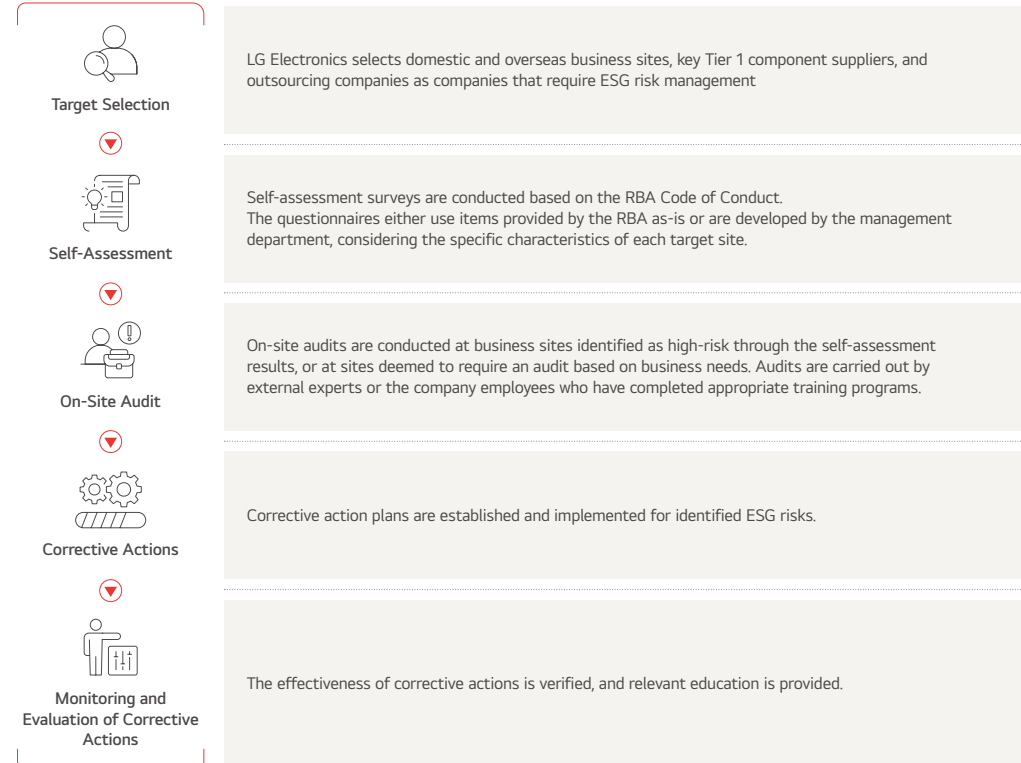 Target Selection
LG Electronics selects domestic and overseas business sites, key Tier 1 component suppliers, and
outsourcing companies as companies that require ESG risk management
Self-Assessment
Self-assessment surveys are conducted based on the RBA Code of Conduct.
The questionnaires either use items provided by the RBA as-is or are developed by the management
department, considering the specific characteristics of each target site.
On-Site Audit
On-site audits are conducted at business sites identified as high-risk through the self-assessment
results, or at sites deemed to require an audit based on business needs. Audits are carried out by
external experts or the company employees who have completed appropriate training programs.
Corrective Actions
Corrective action plans are established and implemented for identified ESG risks.
Monitoring and
Evaluation of Corrective
Actions
The effectiveness of corrective actions is verified, and relevant education is provided.